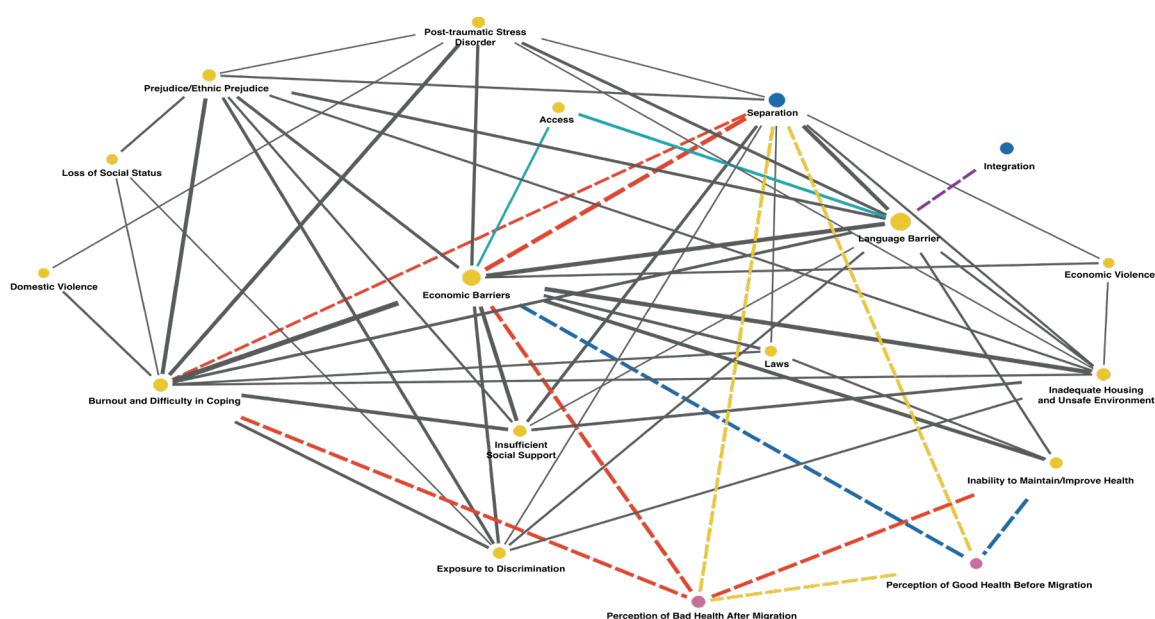 Post-traumatic Stress
Disorder
Prejudice/Ethnic Prejudice
Separation
Access
Integration
Loss of Social Status
Language Barrier
Economic Violence
Domestic Violence
Economic Barriers
Laws
Inadequate Housing
and Unsafe Environment
Burnout and Difficulty in Coping
Insufficient
Social Support
Inability to Maintain/Improve Health
Exposure to Discrimination
Perception of Good Health Before Migration
Perception of Bad Health After Migration